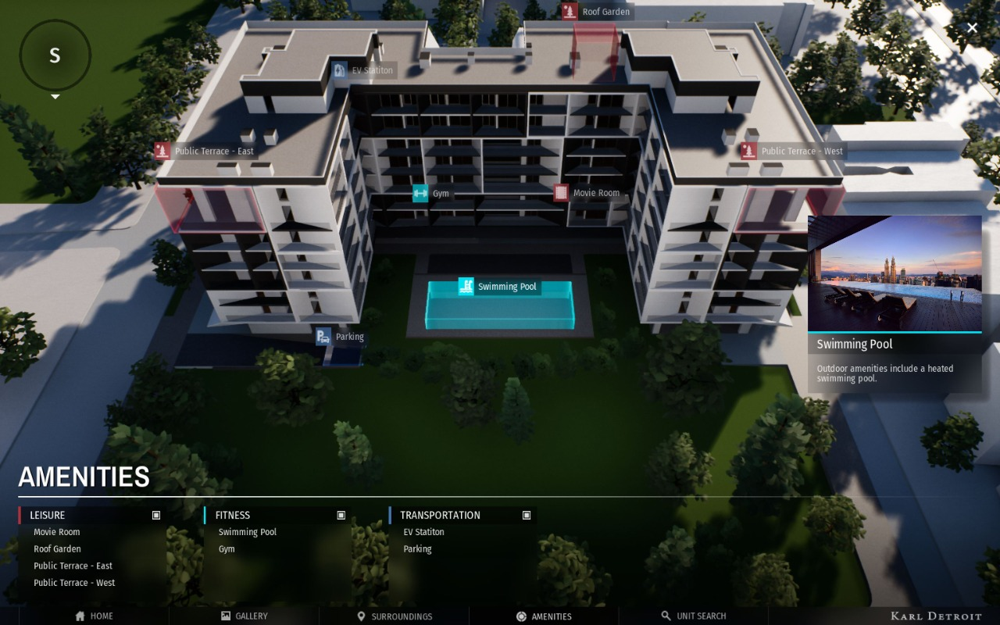 Roof Garden
S
EV Statiton
Public Terrace - East
Public Terrace - West
Gym
Movie Room
Swimming Pool
Parking
Swimming Pool
Outdoor amenities include a heated
swimming pool.
AMENITIES
LEISURE
Movie Room
Roof Garden
Public Terrace - East
Public Terrace - West
FITNESS
Swimming Pool
Gym
TRANSPORTATION
EV Statiton
Parking
HOME
GALLERY
SURROUNDINGS
AMENITIES
UNIT SEARCH
KARL DETROIT